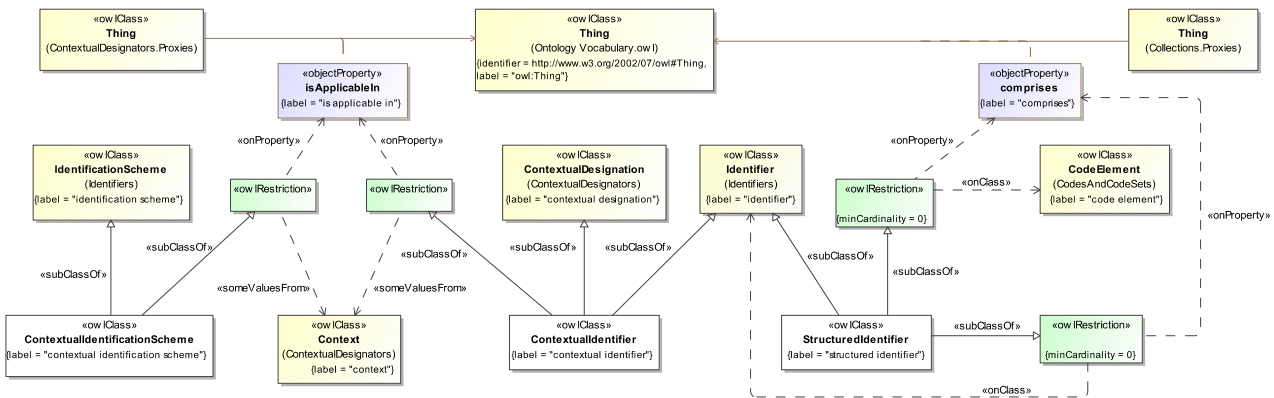 «owlClass»
Thing
(ContextualDesignators.Proxies)
«owlClass»
Thing
(Ontology Vocabulary.owl)
{identifier = http://www.w3.org/2002/07/owl#Thing,
label = "owl:Thing"}
«owlClass»
Thing
(Collections.Proxies)
«objectProperty»
isApplicableIn
{label = "is applicable in"}
«objectProperty»
comprises
{label = "comprises"}
«onProperty»
«onProperty»
«onProperty»
«owlClass»
IdentificationScheme
(Identifiers)
{label = "identification scheme"}
«owlRestriction»
«owlRestriction»
«owlClass»
ContextualDesignation
(ContextualDesignators)
{label = "contextual designation"}
«owlClass»
Identifier
(Identifiers)
{label = "identifier"}
«owlRestriction»
{minCardinality = 0}
«onClass»
«owlClass»
CodeElement
(CodesAndCodeSets)
{label = "code element"}
«onProperty»
«subClassOf»
«subClassOf»
«subClassOf»
«subClassOf»
«subClassOf»
«subClassOf»
«subClassOf»
«someValuesFrom»
«someValuesFrom»
«owlClass»
ContextualIdentificationScheme
{label = "contextual identification scheme"}
«owlClass»
Context
(ContextualDesignators)
{label = "context"}
«owlClass»
ContextualIdentifier
{label = "contextual identifier"}
«owlClass»
StructuredIdentifier
{label = "structured identifier"}
«subClassOf»
«owlRestriction»
{minCardinality = 0}
«onClass»